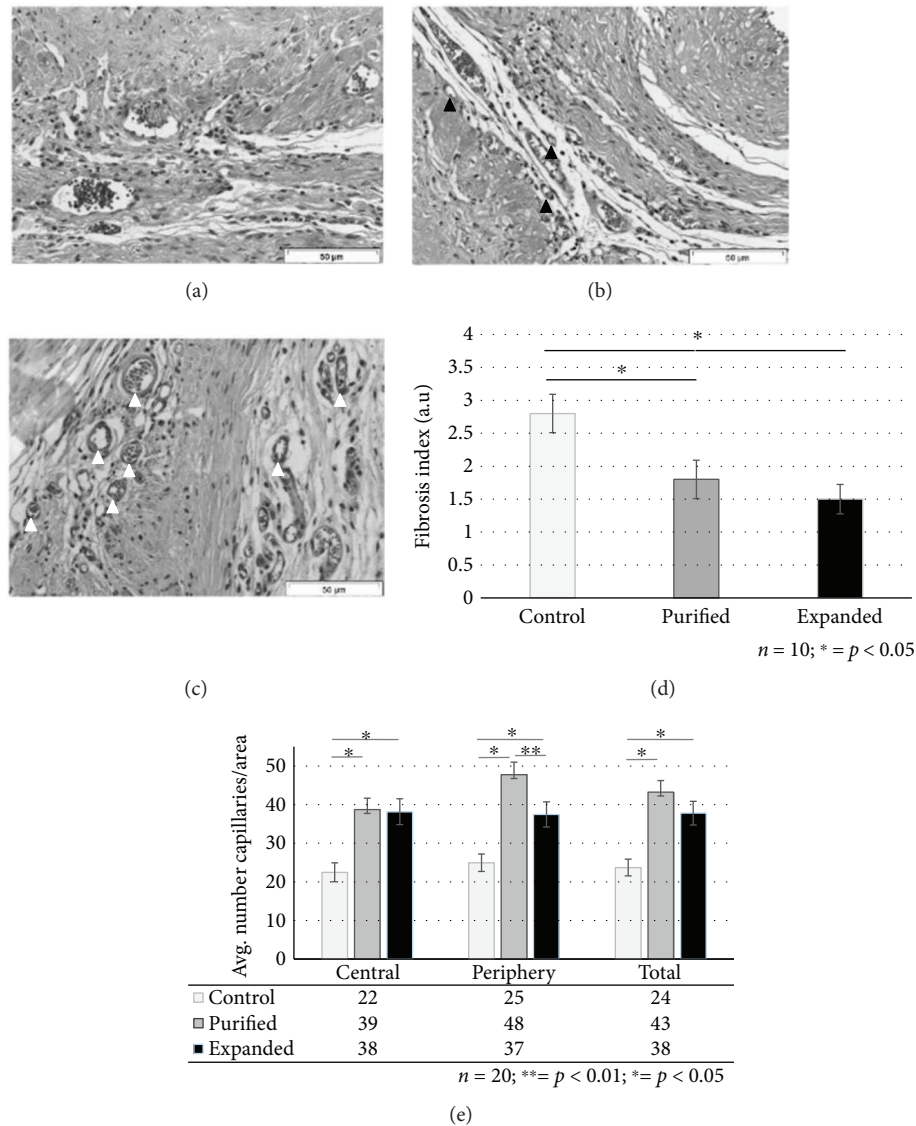 50 µm
50 µm
(a)
(b)
50 µm
Fibrosis index (a.u)
4
3.5
3
2.5
2
1.5
1
0.5
0
*
*
Control Purified Expanded
n = 10; * = p < 0.05
(c)
(d)
Avg. number capillaries/area
50
40
30
20
10
0
* * *
* * ** *
Central Periphery Total
Control 22 25 24
Purified 39 48 43
Expanded 38 37 38
n = 20; **= p < 0.01; *= p < 0.05
(e)